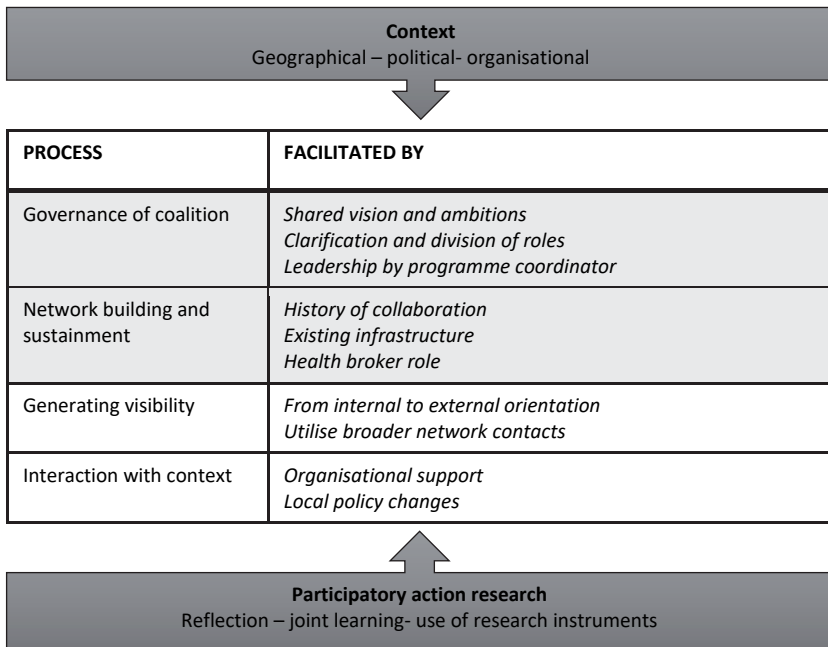 Context
Geographical – political- organisational
PROCESS
FACILITATED BY
Governance of coalition
Shared vision and ambitions
Clarification and division of roles
Leadership by programme coordinator
Network building and
sustainment
History of collaboration
Existing infrastructure
Health broker role
Generating visibility
From internal to external orientation
Utilise broader network contacts
Interaction with context
Organisational support
Local policy changes
Participatory action research
Reflection – joint learning- use of research instruments